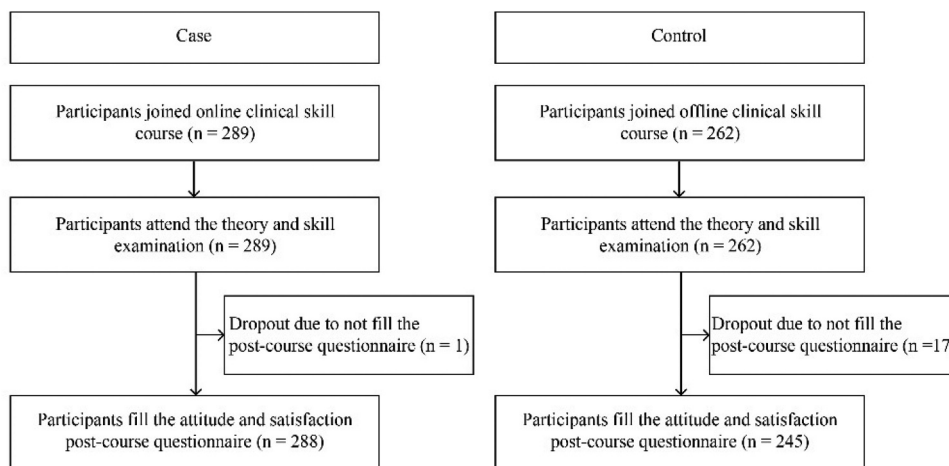 Case
Participants joined online clinical skill
course (n = 289)
Participants attend the theory and skill
examination (n = 289)
Dropout due to not fill the
post-course questionnaire (n = 1)
Participants fill the attitude and satisfaction
post-course questionnaire (n = 288)
Control
Participants joined offline clinical skill
course (n = 262)
Participants attend the theory and skill
examination (n = 262)
Dropout due to not fill the
post-course questionnaire (n =17
Participants fill the attitude and satisfaction
post-course questionnaire (n = 245)